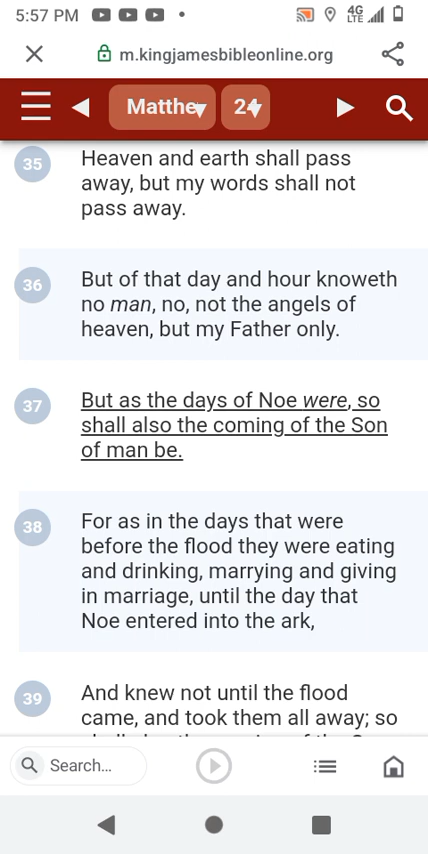 5:57 PM
4G
LTE
m.kingjamesbibleonline.org
Matthe
24
35
Heaven and earth shall pass
away, but my words shall not
pass away.
36
But of that day and hour knoweth
no man, no, not the angels of
heaven, but my Father only.
37
But as the days of Noe were, so
shall also the coming of the Son
of man be.
38
For as in the days that were
before the flood they were eating
and drinking, marrying and giving
in marriage, until the day that
Noe entered into the ark,
39
And knew not until the flood
came, and took them all away; so
Search...